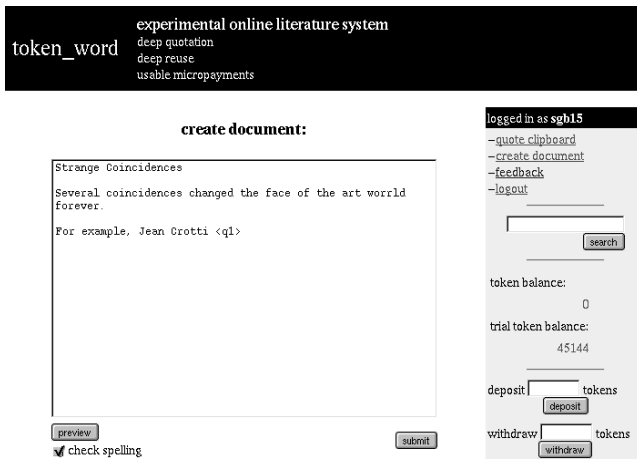 token_word
experimental online literature system
deep quotation
deep reuse
usable micropayments
create document:
Strange Coincidences
Several coincidences changed the face of the art worrld
forever.
For example, Jean Crotti <q1>
preview
check spelling
submit
logged in as sgb15
–quote clipboard
–create document
–feedback
–logout
search
token balance:
0
trial token balance:
45144
deposit tokens
deposit
withdraw tokens
withdraw